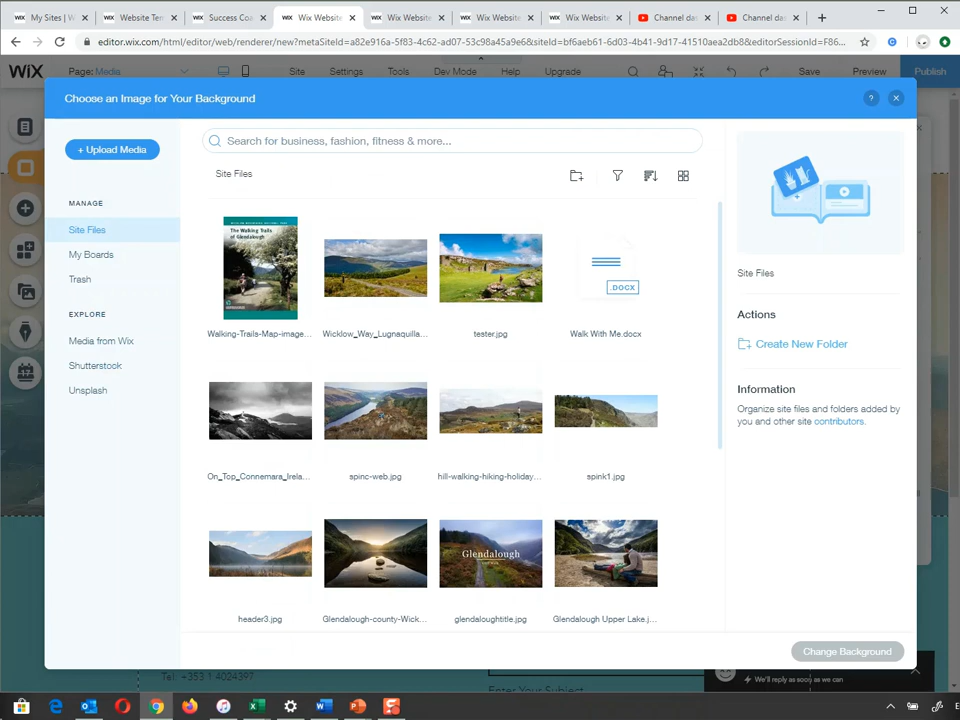 My Sites | W
Website Ten
Success Coa
Wix Website
Wix Website
Wix Website
Wix Website
Channel das
Channel das
editor.wix.com/html/editor/web/renderer/new?metaSiteId=a82e916a-5f83-4c62-ad07-53c98a45a9e6&siteId=bf6aeb61-6d03-4b41-9d17-41510aea2db8&editorSessionId=F86...
WiX Page: Media Site Settings Tools Dev Mode Help Upgrade Save Preview Publish
Choose an Image for Your Background
?
+ Upload Media
Search for business, fashion, fitness & more...
Site Files
MANAGE
Site Files
My Boards
Trash
EXPLORE
Media from Wix
Shutterstock
Unsplash
The Walking Trails
of Glendalough
.DOCX
Walking-Trails-Map-image...
Wicklow_Way_Lugnaquilla...
tester.jpg
Walk With Me.docx
On_Top_Connemara_Irela...
spinc-web.jpg
hill-walking-hiking-holiday...
spink1.jpg
Glendalough
header3.jpg
Glendalough-county-Wick...
glendaloughtitle.jpg
Glendalough Upper Lake.j...
Site Files
Actions
Create New Folder
Information
Organize site files and folders added by
you and other site contributors.
Change Background
Tel: +353 1 4024397
Enter Your Subject
We'll reply as soon as we can